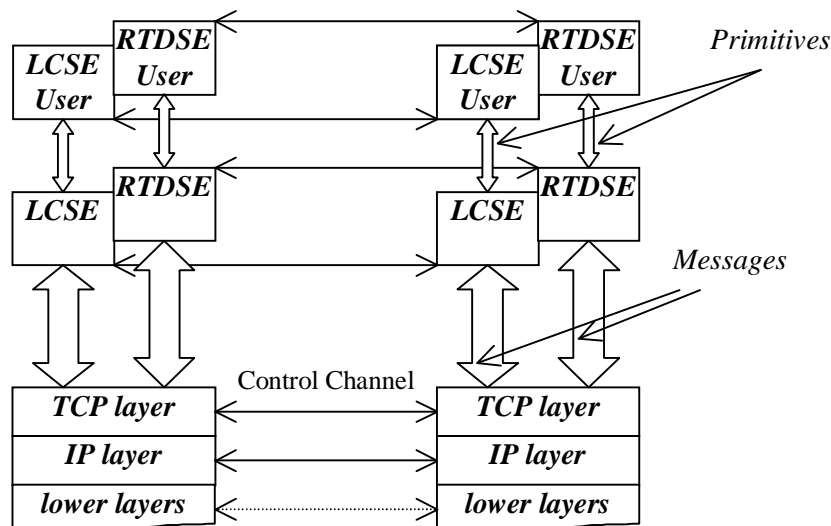 RTDSE
User
LCSE
User
RTDSE
User
LCSE
User
Primitives
RTDSE
LCSE
RTDSE
LCSE
Messages
Control Channel
TCP layer
TCP layer
IP layer
IP layer
lower layers
lower layers